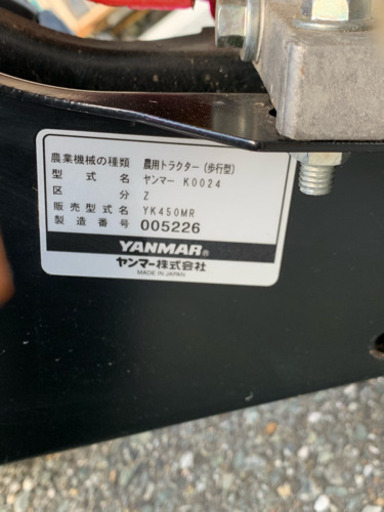 農業機械の種類 農用トラクター(歩行型)
型式名 ヤンマー K0024
区分 Z
販売型式名 YK450MR
製造番号 005226
YANMAR®
ヤンマー株式会社
MADE IN JAPAN